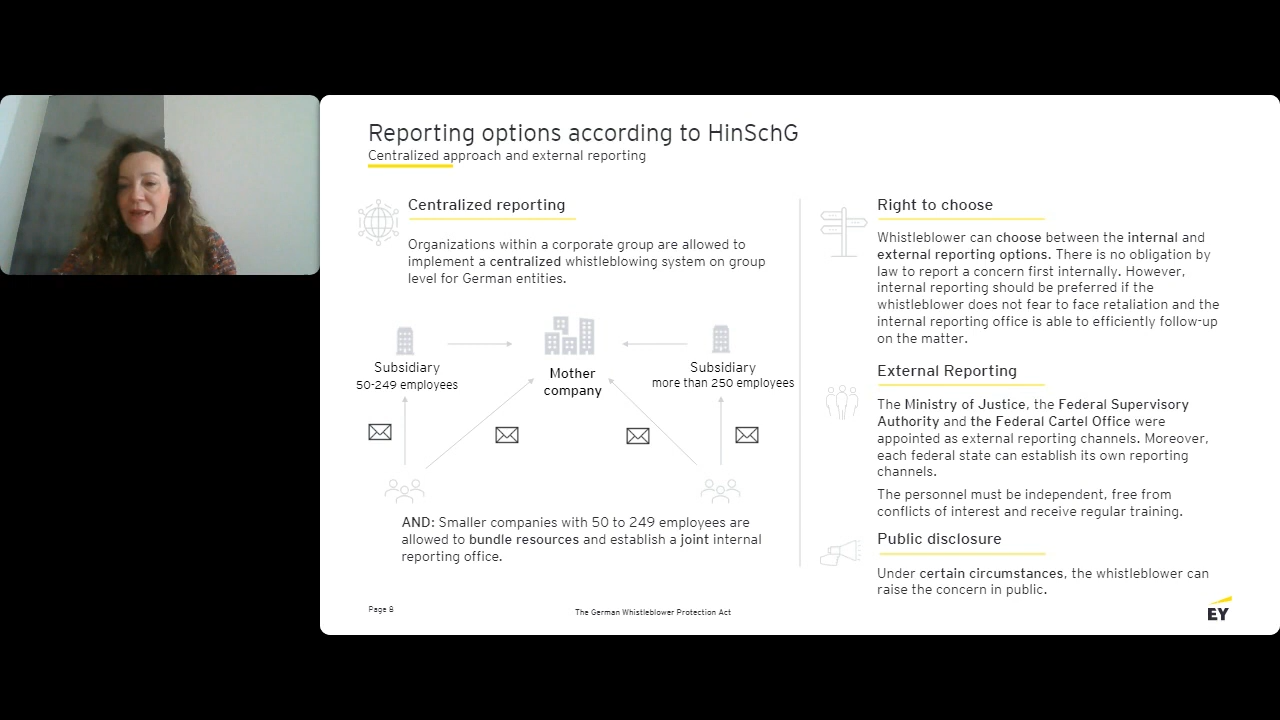 Reporting options according to HinSchG
Centralized approach and external reporting
Centralized reporting
Organizations within a corporate group are allowed to
implement a centralized whistleblowing system on group
level for German entities.
Subsidiary
50-249 employees
Mother
company
Subsidiary
more than 250 employees
AND: Smaller companies with 50 to 249 employees are
allowed to bundle resources and establish a joint internal
reporting office.
Right to choose
Whistleblower can choose between the internal and
external reporting options. There is no obligation by
law to report a concern first internally. However,
internal reporting should be preferred if the
whistleblower does not fear to face retaliation and the
internal reporting office is able to efficiently follow-up
on the matter.
External Reporting
The Ministry of Justice, the Federal Supervisory
Authority and the Federal Cartel Office were
appointed as external reporting channels. Moreover,
each federal state can establish its own reporting
channels.
The personnel must be independent, free from
conflicts of interest and receive regular training.
Public disclosure
Under certain circumstances, the whistleblower can
raise the concern in public.
Page 8
The German Whistleblower Protection Act
EY